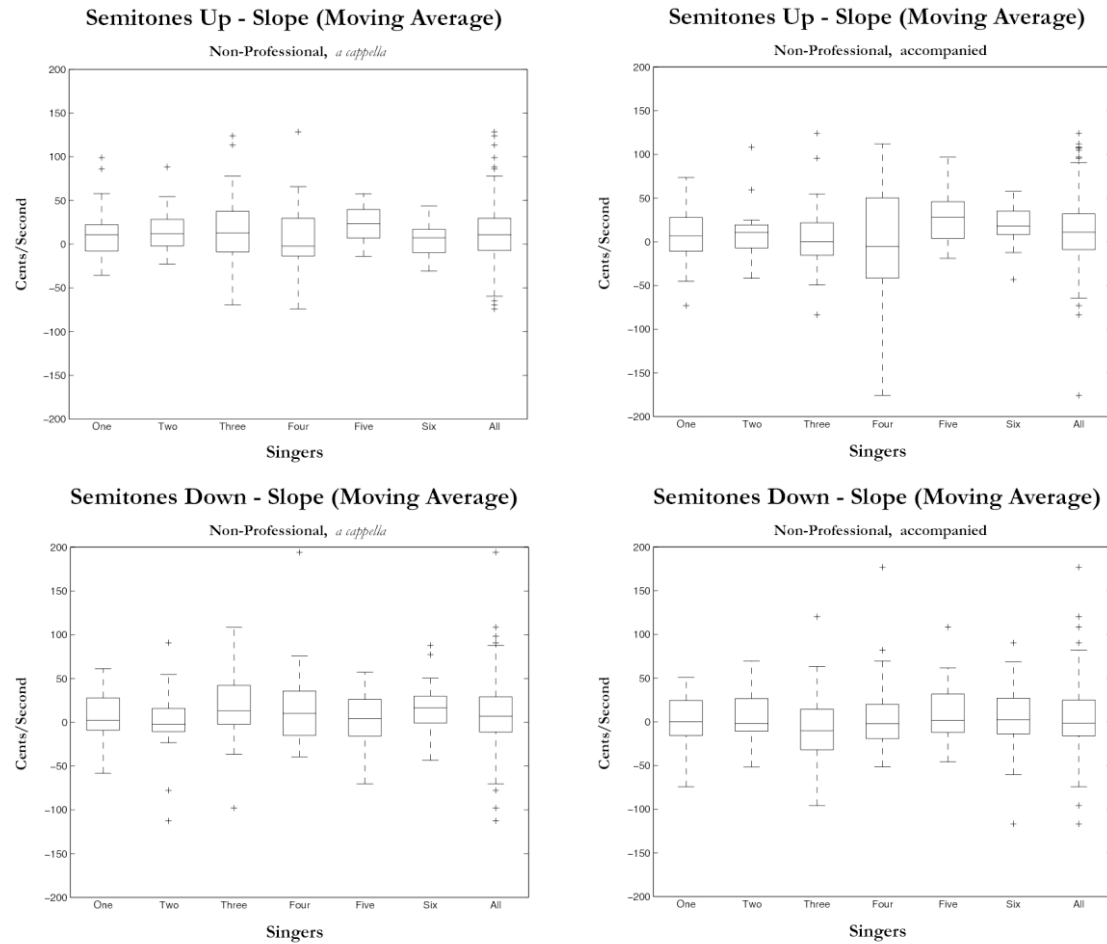 Semitones Up - Slope (Moving Average)
Non-Professional, a cappella
200
150
100
50
0
−50
−100
−150
−200
Cents/Second
One Two Three Four Five Six All
Singers
Semitones Up - Slope (Moving Average)
Non-Professional, accompanied
200
150
100
50
0
−50
−100
−150
−200
Cents/Second
One Two Three Four Five Six All
Singers
Semitones Down - Slope (Moving Average)
Non-Professional, a cappella
200
150
100
50
0
−50
−100
−150
−200
Cents/Second
One Two Three Four Five Six All
Singers
Semitones Down - Slope (Moving Average)
Non-Professional, accompanied
200
150
100
50
0
−50
−100
−150
−200
Cents/Second
One Two Three Four Five Six All
Singers